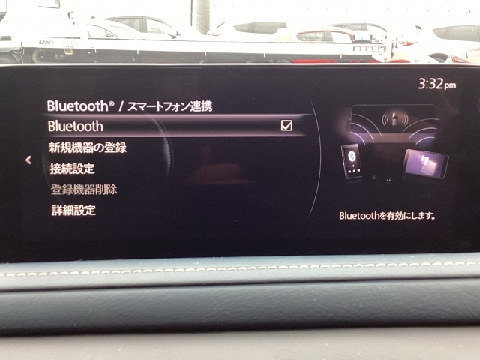 3:32 pm
Bluetooth® / スマートフォン連携
Bluetooth
新規機器の登録
接続設定
登録機器削除
詳細設定
Bluetoothを有効にします。